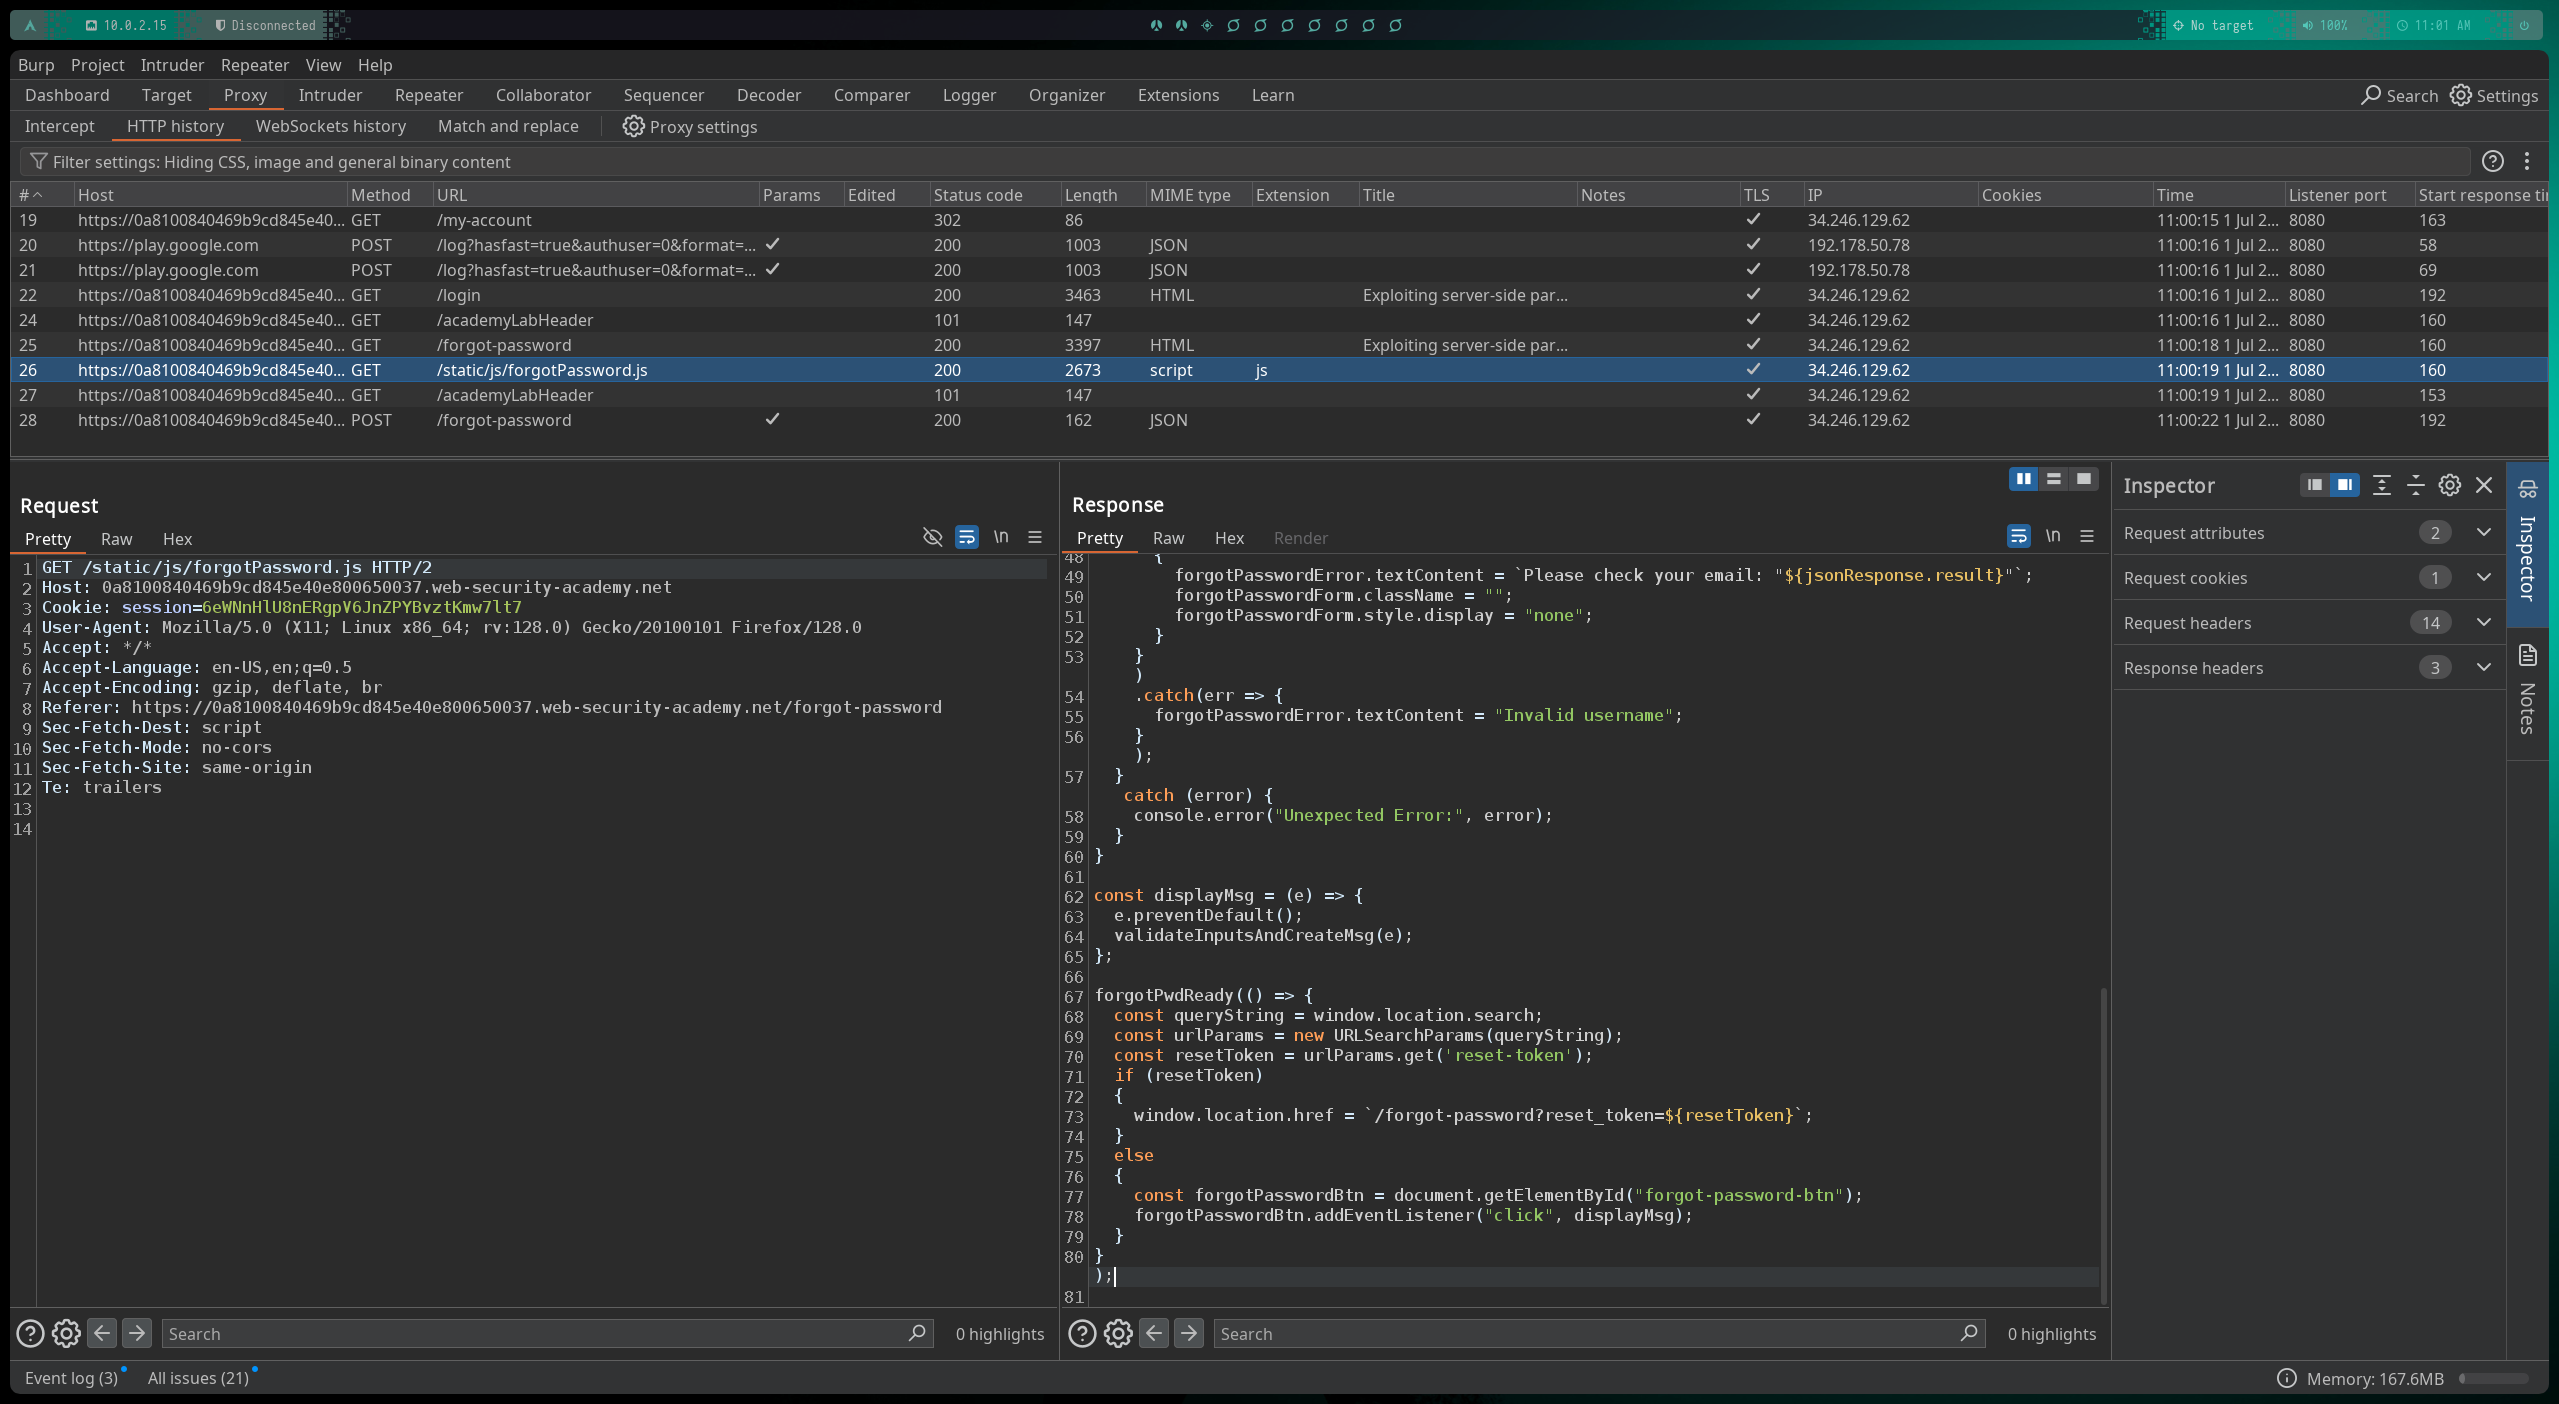 10.0.2.15 Disconnected No target 100% 11:01 AM
Burp Project Intruder Repeater View Help
Dashboard Target Proxy Intruder Repeater Collaborator Sequencer Decoder Comparer Logger Organizer Extensions Learn Search Settings
Intercept HTTP history WebSockets history Match and replace Proxy settings
Filter settings: Hiding CSS, image and general binary content
# Host Method URL Params Edited Status code Length MIME type Extension Title Notes TLS IP Cookies Time Listener port Start response tir
19 https://0a8100840469b9cd845e40... GET /my-account 302 86 ✓ 34.246.129.62 11:00:15 1 Jul 2... 8080 163
20 https://play.google.com POST /log?hasfast=true&authuser=0&format=... ✓ 200 1003 JSON ✓ 192.178.50.78 11:00:16 1 Jul 2... 8080 58
21 https://play.google.com POST /log?hasfast=true&authuser=0&format=... ✓ 200 1003 JSON ✓ 192.178.50.78 11:00:16 1 Jul 2... 8080 69
22 https://0a8100840469b9cd845e40... GET /login 200 3463 HTML Exploiting server-side par... ✓ 34.246.129.62 11:00:16 1 Jul 2... 8080 192
24 https://0a8100840469b9cd845e40... GET /academyLabHeader 101 147 ✓ 34.246.129.62 11:00:16 1 Jul 2... 8080 160
25 https://0a8100840469b9cd845e40... GET /forgot-password 200 3397 HTML Exploiting server-side par... ✓ 34.246.129.62 11:00:18 1 Jul 2... 8080 160
26 https://0a8100840469b9cd845e40... GET /static/js/forgotPassword.js 200 2673 script js ✓ 34.246.129.62 11:00:19 1 Jul 2... 8080 160
27 https://0a8100840469b9cd845e40... GET /academyLabHeader 101 147 ✓ 34.246.129.62 11:00:19 1 Jul 2... 8080 153
28 https://0a8100840469b9cd845e40... POST /forgot-password ✓ 200 162 JSON ✓ 34.246.129.62 11:00:22 1 Jul 2... 8080 192
Request
Pretty Raw Hex \n
1 GET /static/js/forgotPassword.js HTTP/2
2 Host: 0a8100840469b9cd845e40e800650037.web-security-academy.net
3 Cookie: session=6eWNnHlU8nERgpV6JnZPYBvztKmw7lt7
4 User-Agent: Mozilla/5.0 (X11; Linux x86_64; rv:128.0) Gecko/20100101 Firefox/128.0
5 Accept: */*
6 Accept-Language: en-US,en;q=0.5
7 Accept-Encoding: gzip, deflate, br
8 Referer: https://0a8100840469b9cd845e40e800650037.web-security-academy.net/forgot-password
9 Sec-Fetch-Dest: script
10 Sec-Fetch-Mode: no-cors
11 Sec-Fetch-Site: same-origin
12 Te: trailers
13
14
Search 0 highlights
Response
Pretty Raw Hex Render \n
48 {
49 forgotPasswordError.textContent = `Please check your email: "${jsonResponse.result}"`;
50 forgotPasswordForm.className = "";
51 forgotPasswordForm.style.display = "none";
52 }
53 }
)
54 .catch(err => {
55 forgotPasswordError.textContent = "Invalid username";
56 }
);
57 }
catch (error) {
58 console.error("Unexpected Error:", error);
59 }
60 }
61
62 const displayMsg = (e) => {
63 e.preventDefault();
64 validateInputsAndCreateMsg(e);
65 };
66
67 forgotPwdReady(() => {
68 const queryString = window.location.search;
69 const urlParams = new URLSearchParams(queryString);
70 const resetToken = urlParams.get('reset-token');
71 if (resetToken)
72 {
73 window.location.href = `/forgot-password?reset_token=${resetToken}`;
74 }
75 else
76 {
77 const forgotPasswordBtn = document.getElementById("forgot-password-btn");
78 forgotPasswordBtn.addEventListener("click", displayMsg);
79 }
80 }
);
81
Search 0 highlights
Inspector
Request attributes 2
Request cookies 1
Request headers 14
Response headers 3
Inspector
Notes
Event log (3) All issues (21) Memory: 167.6MB